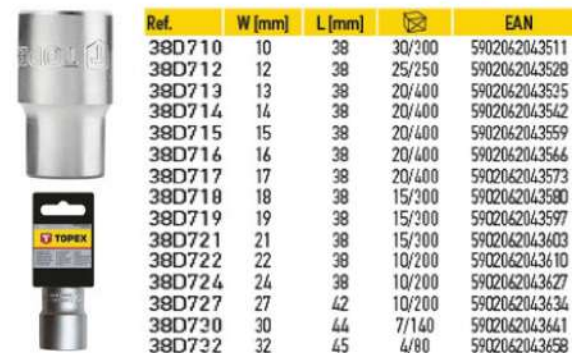 Ref. W [mm] L [mm] EAN
38D710 10 38 30/300 5902062043511
38D712 12 38 25/250 5902062043528
38D713 13 38 20/400 5902062043535
38D714 14 38 20/400 5902062043542
38D715 15 38 20/400 5902062043559
38D716 16 38 20/400 5902062043566
38D717 17 38 20/400 5902062043573
38D718 18 38 15/300 5902062043580
38D719 19 38 15/300 5902062043597
38D721 21 38 15/300 5902062043603
38D722 22 38 10/200 5902062043610
38D724 24 38 10/200 5902062043627
38D727 27 42 10/200 5902062043634
38D730 30 44 7/140 5902062043641
38D732 32 45 4/80 5902062043658
TOPEX
TOPEX